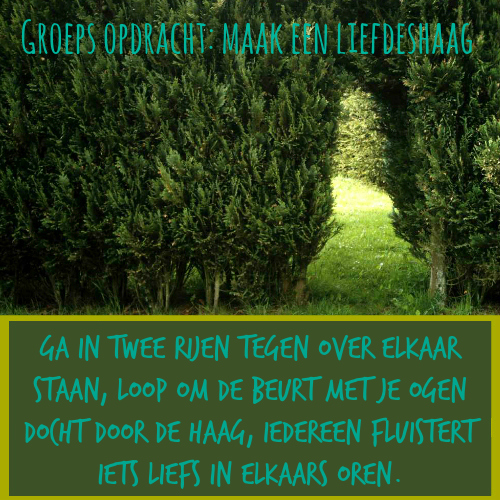 Groeps opdracht: maak een liefdeshaag
Ga in twee rijen tegen over elkaar
staan, loop om de beurt met je ogen
docht door de haag, iedereen fluistert
iets liefs in elkaars oren.